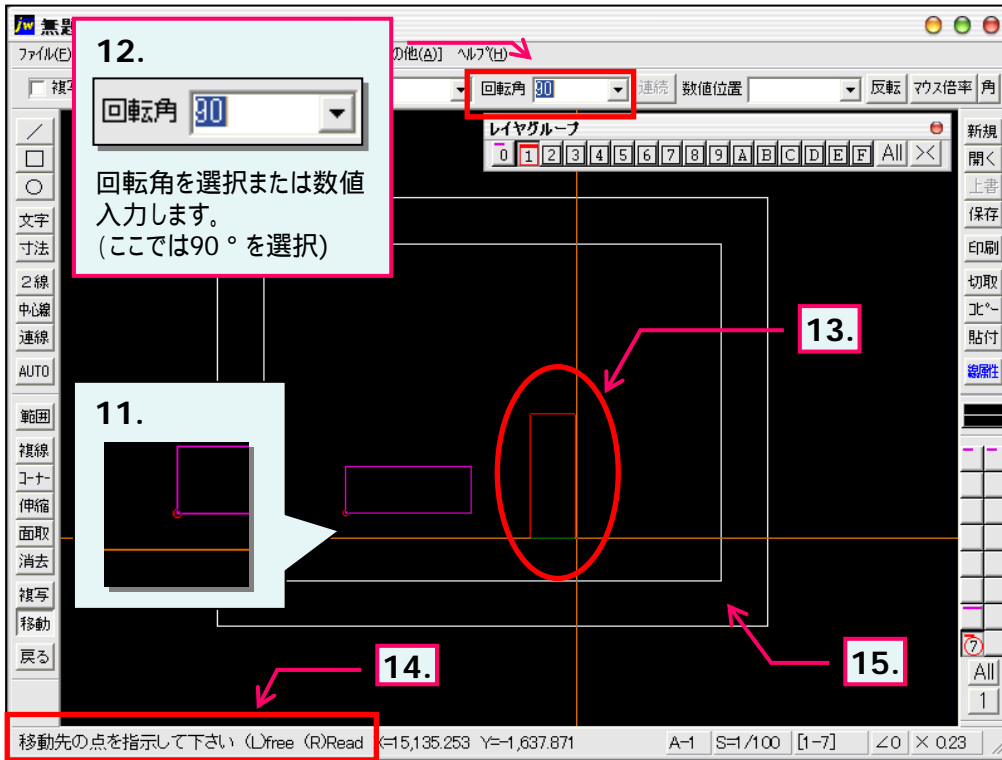 無題
ファイル(E)
の他(A)] ヘルプ(H)
複写
回転角 90
連続
数値位置
反転
マウス倍率
角
12.
回転角 90
回転角を選択または数値
入力します。
(ここでは90 ° を選択)
レイヤグループ
0 1 2 3 4 5 6 7 8 9 A B C D E F All ><
／
□
○
文字
寸法
２線
中心線
連線
AUTO
範囲
複線
コーナー
伸縮
面取
消去
複写
移動
戻る
新規
開く
上書
保存
印刷
切取
コピー
貼付
線属性
7
All
1
11.
13.
14.
15.
移動先の点を指示して下さい (L)free (R)Read X=15,135.253 Y=-1,637.871
A-1 S=1/100 [1-7] ∠0 × 0.23